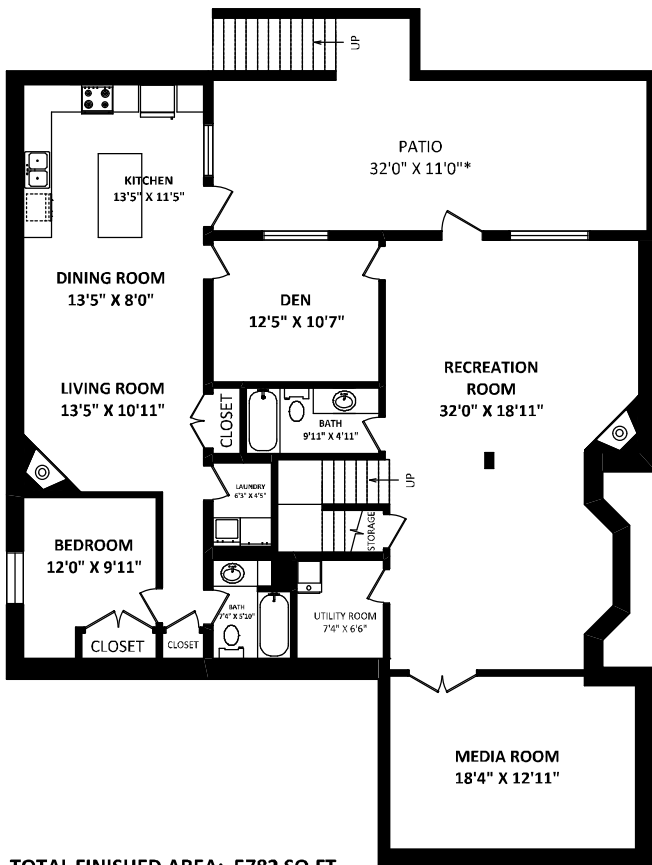 UP
PATIO
32'0" X 11'0"*
KITCHEN
13'5" X 11'5"
DINING ROOM
13'5" X 8'0"
DEN
12'5" X 10'7"
RECREATION
ROOM
32'0" X 18'11"
LIVING ROOM
13'5" X 10'11"
CLOSET
BATH
9'11" X 4'11"
LAUNDRY
6'3" X 4'5"
UP
STORAGE
BEDROOM
12'0" X 9'11"
BATH
7'4" X 5'10"
UTILITY ROOM
7'4" X 6'6"
CLOSET
CLOSET
MEDIA ROOM
18'4" X 12'11"
TOTAL FINISHED AREA: 5782 SQ FT